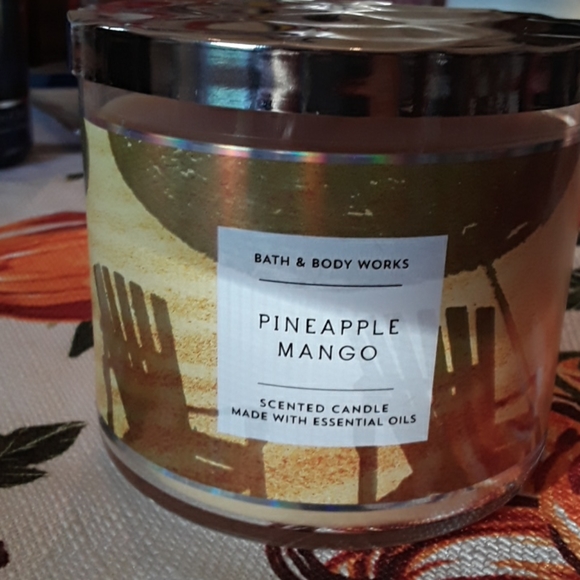 BATH & BODY WORKS
PINEAPPLE
MANGO
SCENTED CANDLE
MADE WITH ESSENTIAL OILS